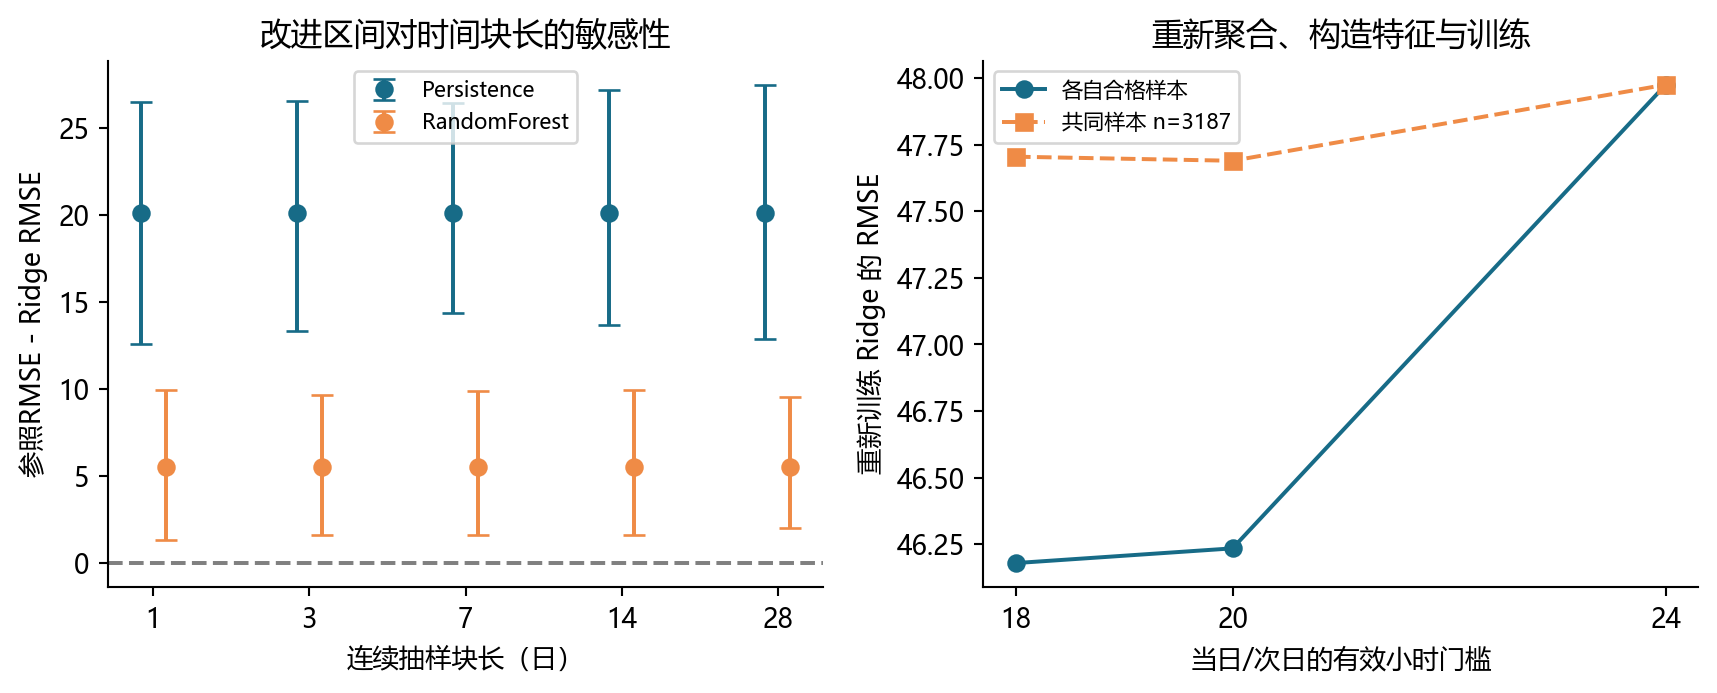 改进区间对时间块长的敏感性
Persistence
RandomForest
参照RMSE - Ridge RMSE
25
20
15
10
5
0
1 3 7 14 28
连续抽样块长（日）
重新聚合、构造特征与训练
各自合格样本
共同样本 n=3187
重新训练 Ridge 的 RMSE
48.00
47.75
47.50
47.25
47.00
46.75
46.50
46.25
18 20 24
当日/次日的有效小时门槛